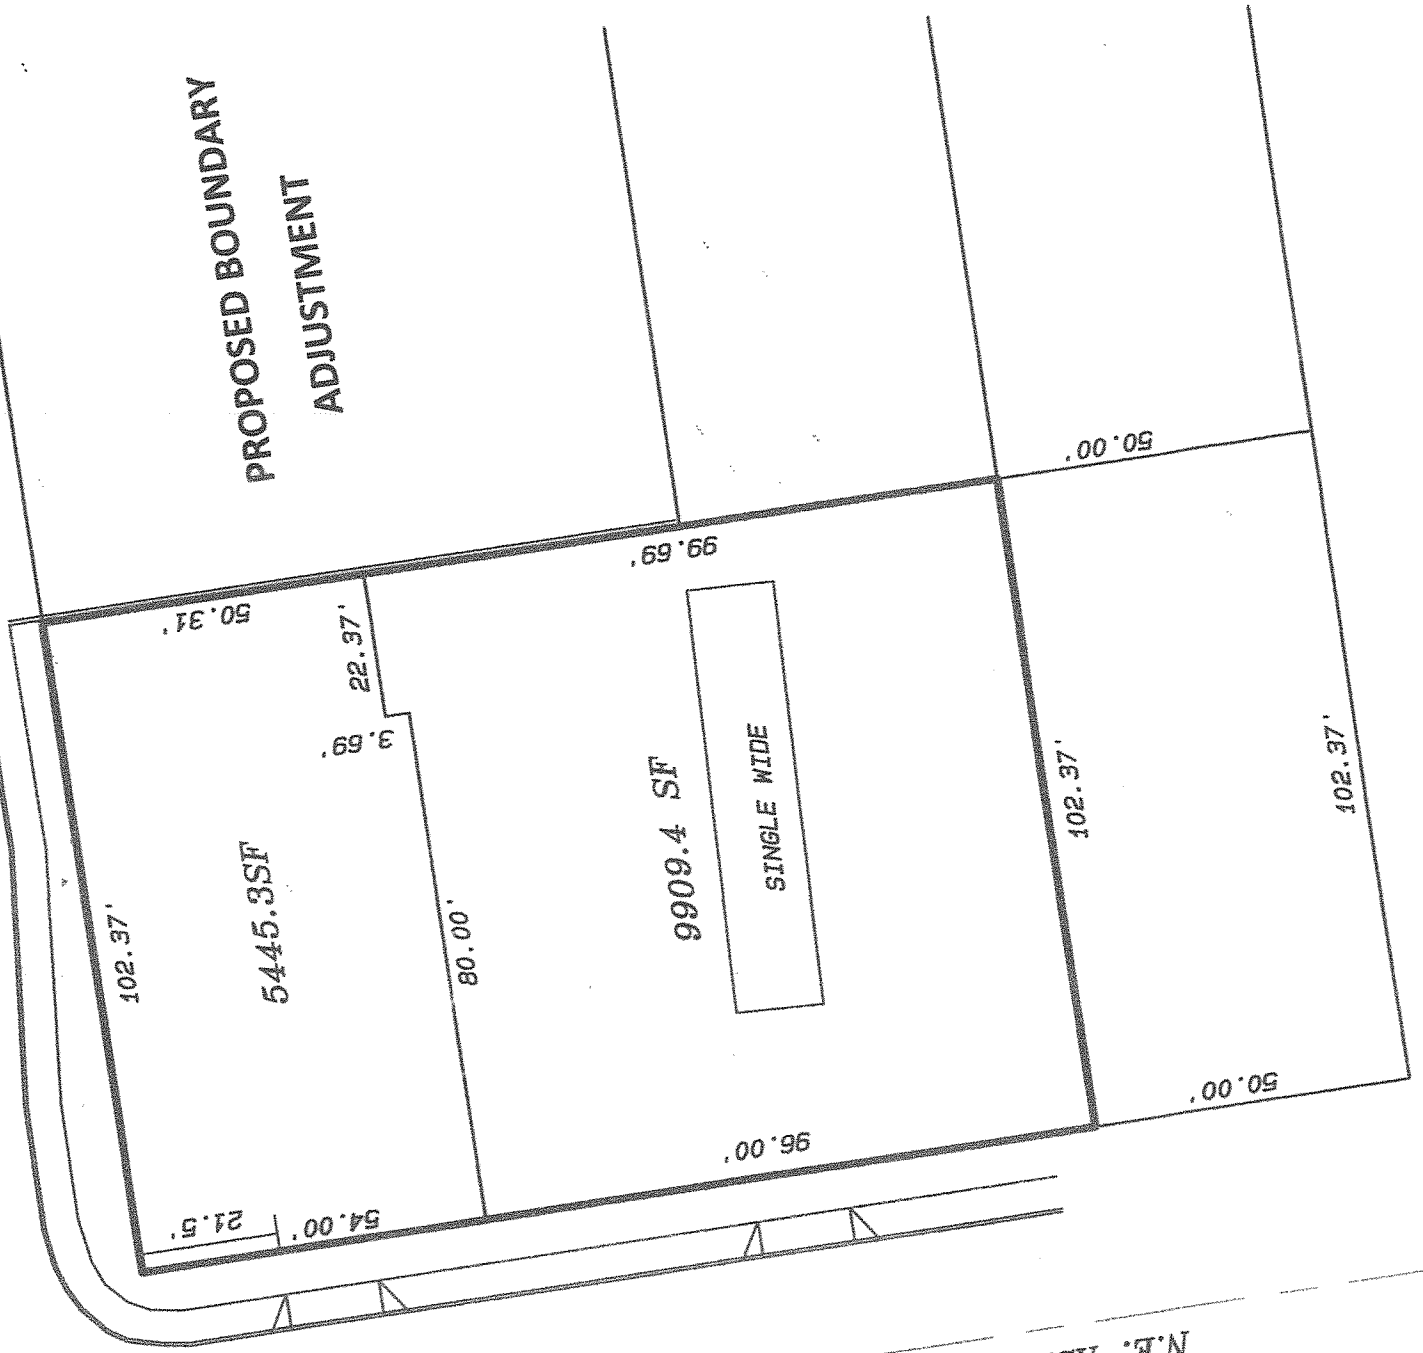 PROPOSED BOUNDARY
ADJUSTMENT
50.31'
99.69'
50.00'
22.37'
3.69'
102.37'
5445.3SF
80.00'
9909.4 SF
SINGLE WIDE
102.37'
102.37'
21.5'
54.00'
96.00'
50.00'
N.E.